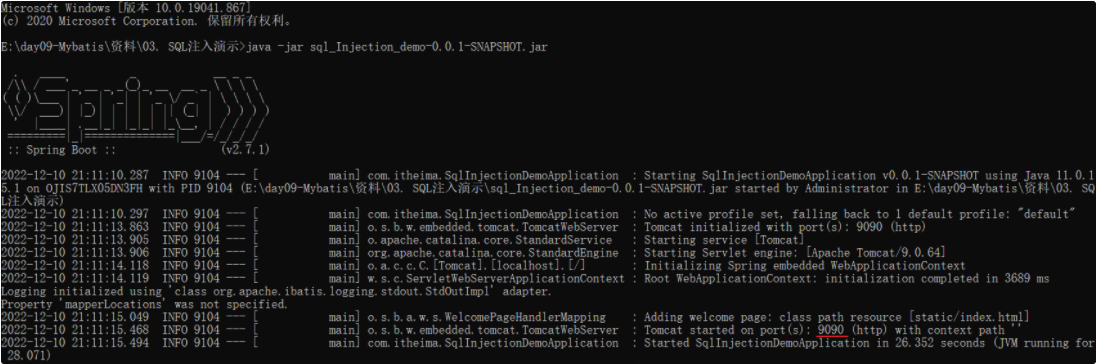 Microsoft Windows [版本 10.0.19041.867]
(c) 2020 Microsoft Corporation. 保留所有权利。
E:\day09-Mybatis\资料\03. SQL注入演示>java -jar sql_Injection_demo-0.0.1-SNAPSHOT.jar
Spring
:: Spring Boot ::                (v2.7.1)
2022-12-10 21:11:10.287  INFO 9104 --- [           main] com.itheima.SqlInjectionDemoApplication  : Starting SqlInjectionDemoApplication v0.0.1-SNAPSHOT using Java 11.0.1
5.1 on OJIS7TLX05DN3FH with PID 9104 (E:\day09-Mybatis\资料\03. SQL注入演示\sql_Injection_demo-0.0.1-SNAPSHOT.jar started by Administrator in E:\day09-Mybatis\资料\03. SQ
L注入演示)
2022-12-10 21:11:10.297  INFO 9104 --- [           main] com.itheima.SqlInjectionDemoApplication  : No active profile set, falling back to 1 default profile: "default"
2022-12-10 21:11:13.863  INFO 9104 --- [           main] o.s.b.w.embedded.tomcat.TomcatWebServer  : Tomcat initialized with port(s): 9090 (http)
2022-12-10 21:11:13.905  INFO 9104 --- [           main] o.apache.catalina.core.StandardService   : Starting service [Tomcat]
2022-12-10 21:11:13.906  INFO 9104 --- [           main] org.apache.catalina.core.StandardEngine  : Starting Servlet engine: [Apache Tomcat/9.0.64]
2022-12-10 21:11:14.118  INFO 9104 --- [           main] o.a.c.c.C.[Tomcat].[localhost].[/]       : Initializing Spring embedded WebApplicationContext
2022-12-10 21:11:14.119  INFO 9104 --- [           main] w.s.c.ServletWebServerApplicationContext : Root WebApplicationContext: initialization completed in 3689 ms
Logging initialized using 'class org.apache.ibatis.logging.stdout.StdOutImpl' adapter.
Property 'mapperLocations' was not specified.
2022-12-10 21:11:15.049  INFO 9104 --- [           main] o.s.b.a.w.s.WelcomePageHandlerMapping    : Adding welcome page: class path resource [static/index.html]
2022-12-10 21:11:15.468  INFO 9104 --- [           main] o.s.b.w.embedded.tomcat.TomcatWebServer  : Tomcat started on port(s): 9090 (http) with context path ''
2022-12-10 21:11:15.494  INFO 9104 --- [           main] com.itheima.SqlInjectionDemoApplication  : Started SqlInjectionDemoApplication in 26.352 seconds (JVM running for
28.071)